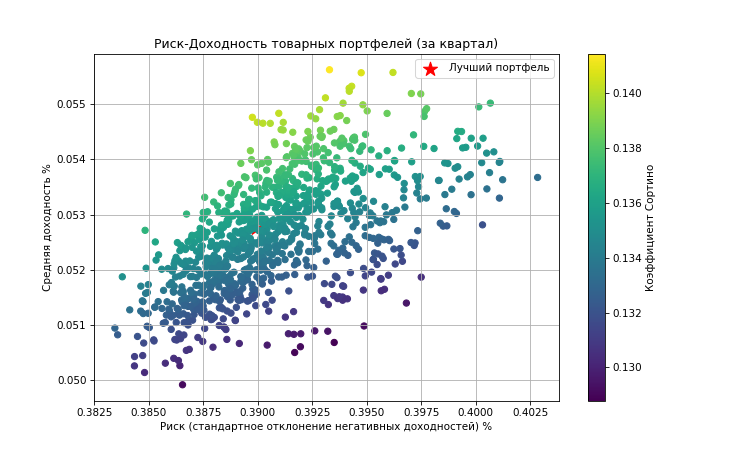 Риск-Доходность товарных портфелей (за квартал)
Лучший портфель
Средняя доходность %
0.055
0.054
0.053
0.052
0.051
0.050
0.3825 0.3850 0.3875 0.3900 0.3925 0.3950 0.3975 0.4000 0.4025
Риск (стандартное отклонение негативных доходностей) %
0.140
0.138
0.136
0.134
0.132
0.130
Коэффициент Сортино